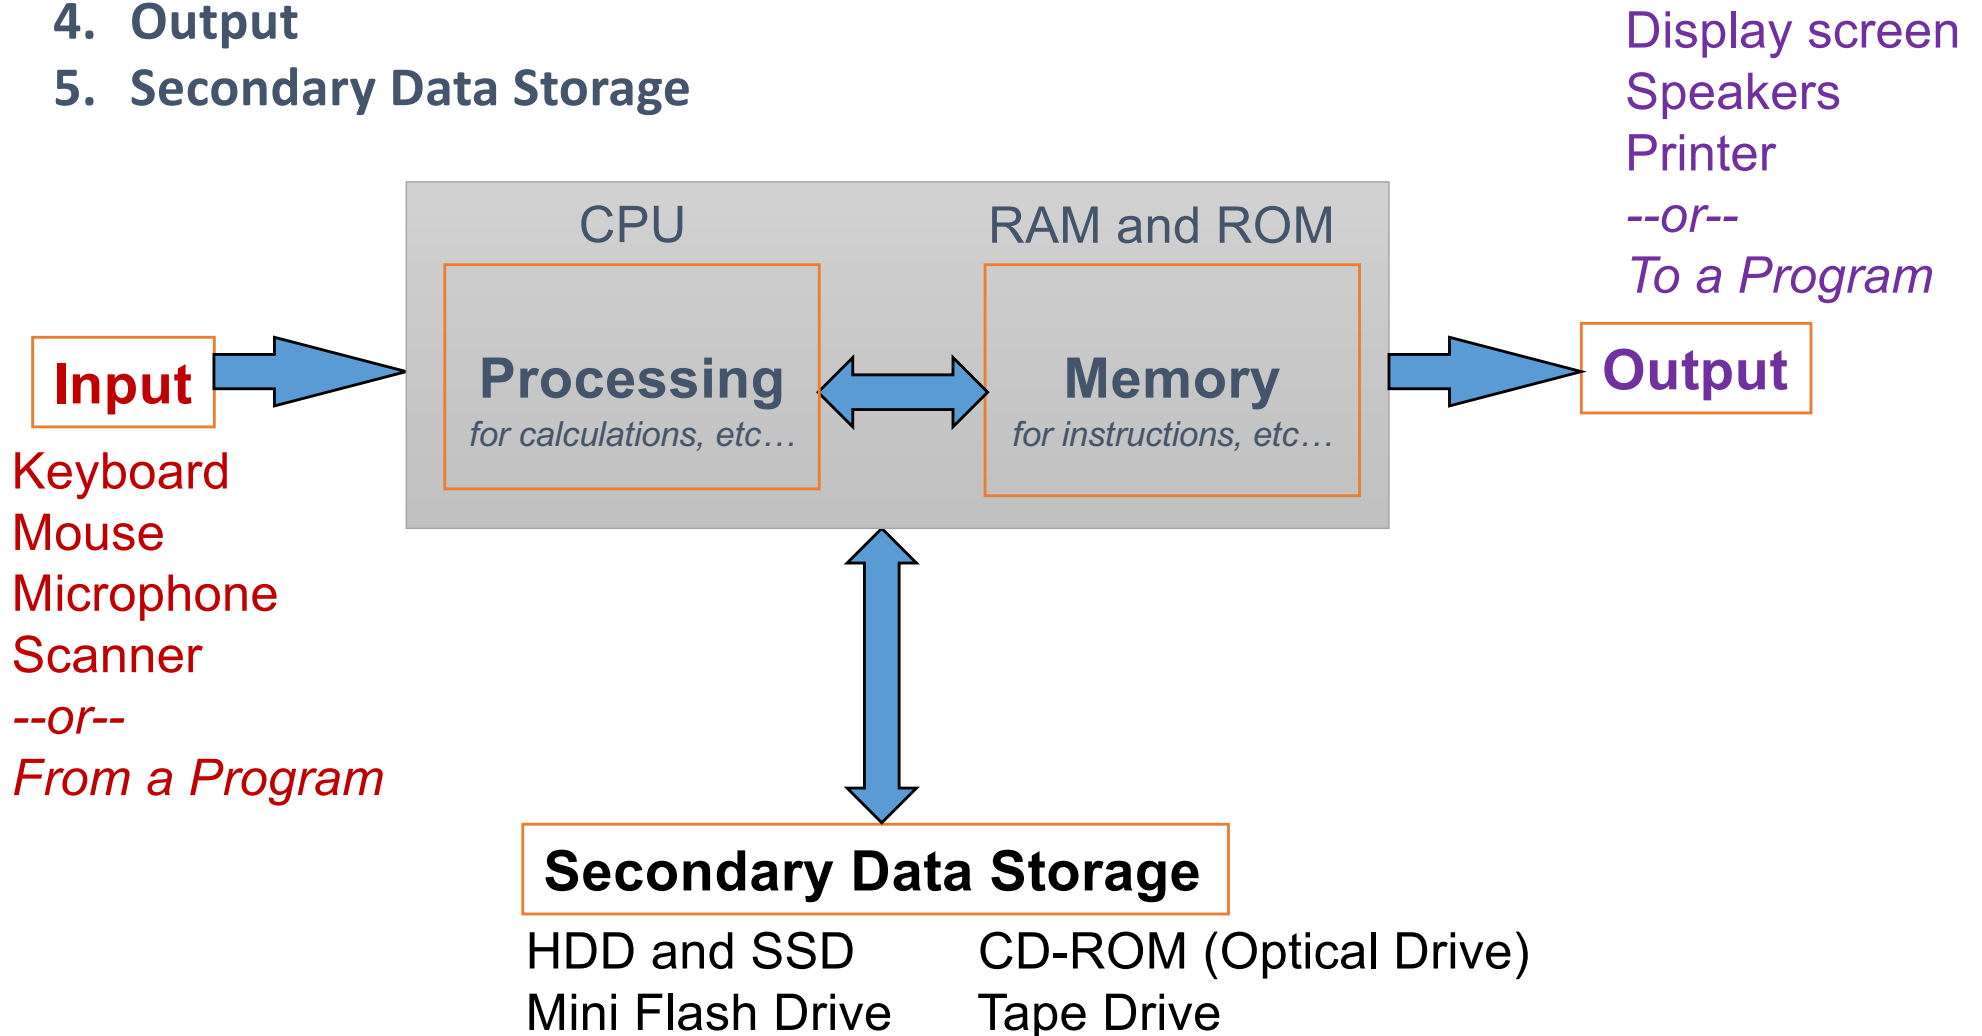 4. Output
5. Secondary Data Storage
Display screen
Speakers
Printer
--or--
To a Program
Output
CPU
Processing
for calculations, etc…
RAM and ROM
Memory
for instructions, etc…
Input
Keyboard
Mouse
Microphone
Scanner
--or--
From a Program
Secondary Data Storage
HDD and SSD
Mini Flash Drive
CD-ROM (Optical Drive)
Tape Drive